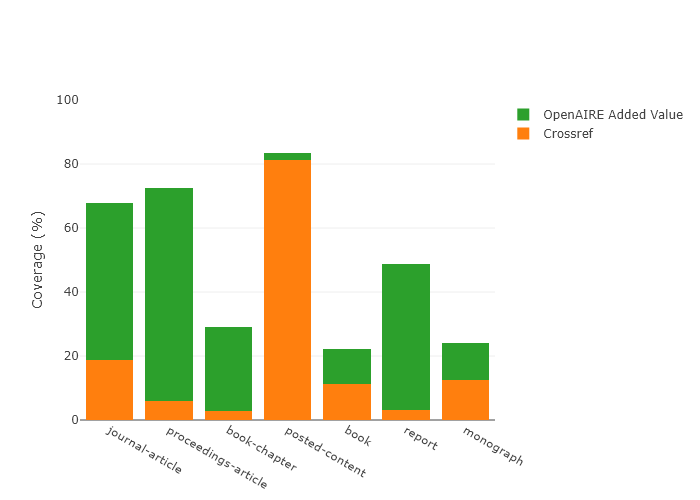 100
80
60
40
20
0
Coverage (%)
journal-article
proceedings-article
book-chapter
posted-content
book
report
monograph
OpenAIRE Added Value
Crossref